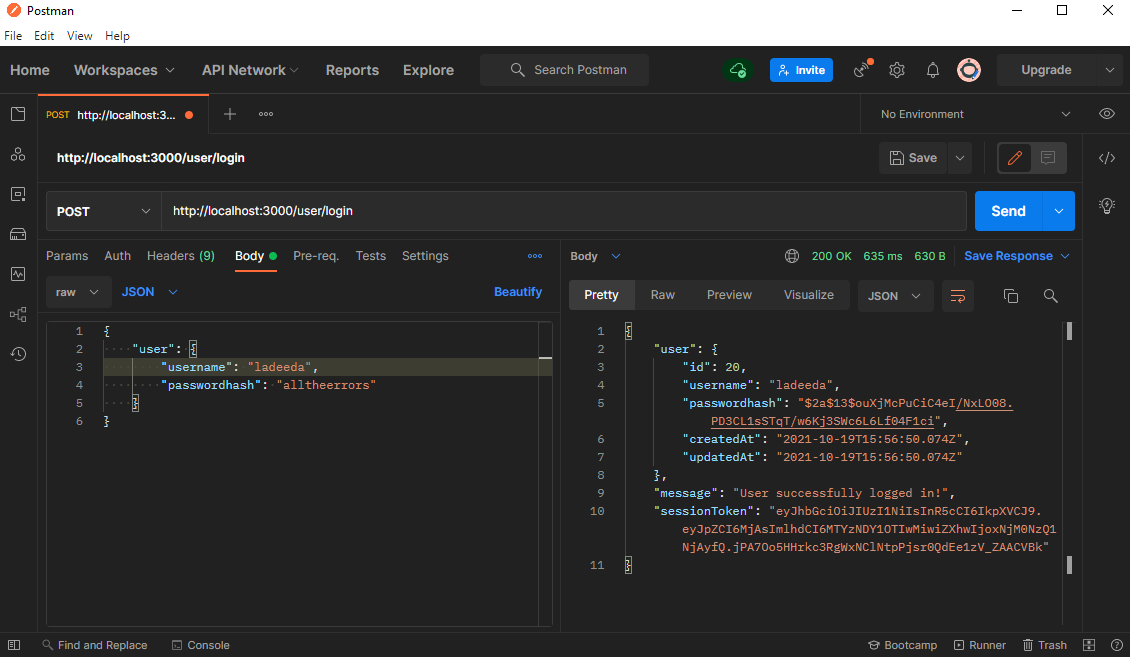 Postman
File Edit View Help
Home Workspaces API Network Reports Explore Search Postman Invite Upgrade
POST http://localhost:3... No Environment
http://localhost:3000/user/login Save
POST http://localhost:3000/user/login Send
Params Auth Headers (9) Body Pre-req. Tests Settings
Body 200 OK 635 ms 630 B Save Response
raw JSON Beautify
Pretty Raw Preview Visualize JSON
1 {
2 "user": {
3 "username": "ladeeda",
4 "passwordhash": "alltheerrors"
5 }
6 }
1 {
2 "user": {
3 "id": 20,
4 "username": "ladeeda",
5 "passwordhash": "$2a$13$ouXjMcPuCiC4eI/NxLO08.
PD3CL1sSTqT/w6Kj3SWc6L6Lf04F1ci",
6 "createdAt": "2021-10-19T15:56:50.074Z",
7 "updatedAt": "2021-10-19T15:56:50.074Z"
8 },
9 "message": "User successfully logged in!",
10 "sessionToken": "eyJhbGciOiJIUzI1NiIsInR5cCI6IkpXVCJ9.
eyJpZCI6MjAsImlhdCI6MTYzNDY1OTIwMiwiZXhwIjoxNjM0NzQ1
NjAyfQ.jPA7Oo5HHrkc3RgWxNClNtpPjsr0QdEe1zV_ZAACVBk"
11 }
Find and Replace Console Bootcamp Runner Trash